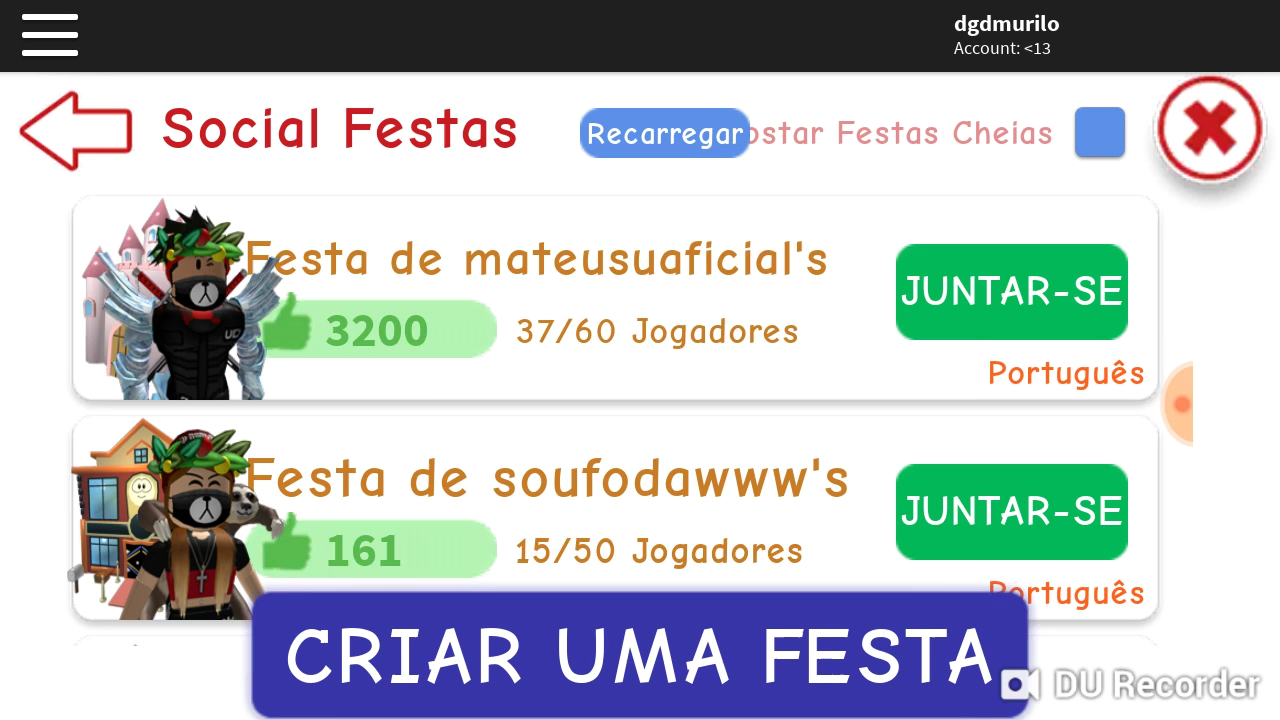 dgdmurilo
Account: <13
Social Festas
Recarregar
Festas Cheias
Festa de mateusuaficial's
3200
37/60 Jogadores
JUNTAR-SE
Português
Festa de soufodawww's
161
15/50 Jogadores
JUNTAR-SE
Português
CRIAR UMA FESTA
DU Recorder